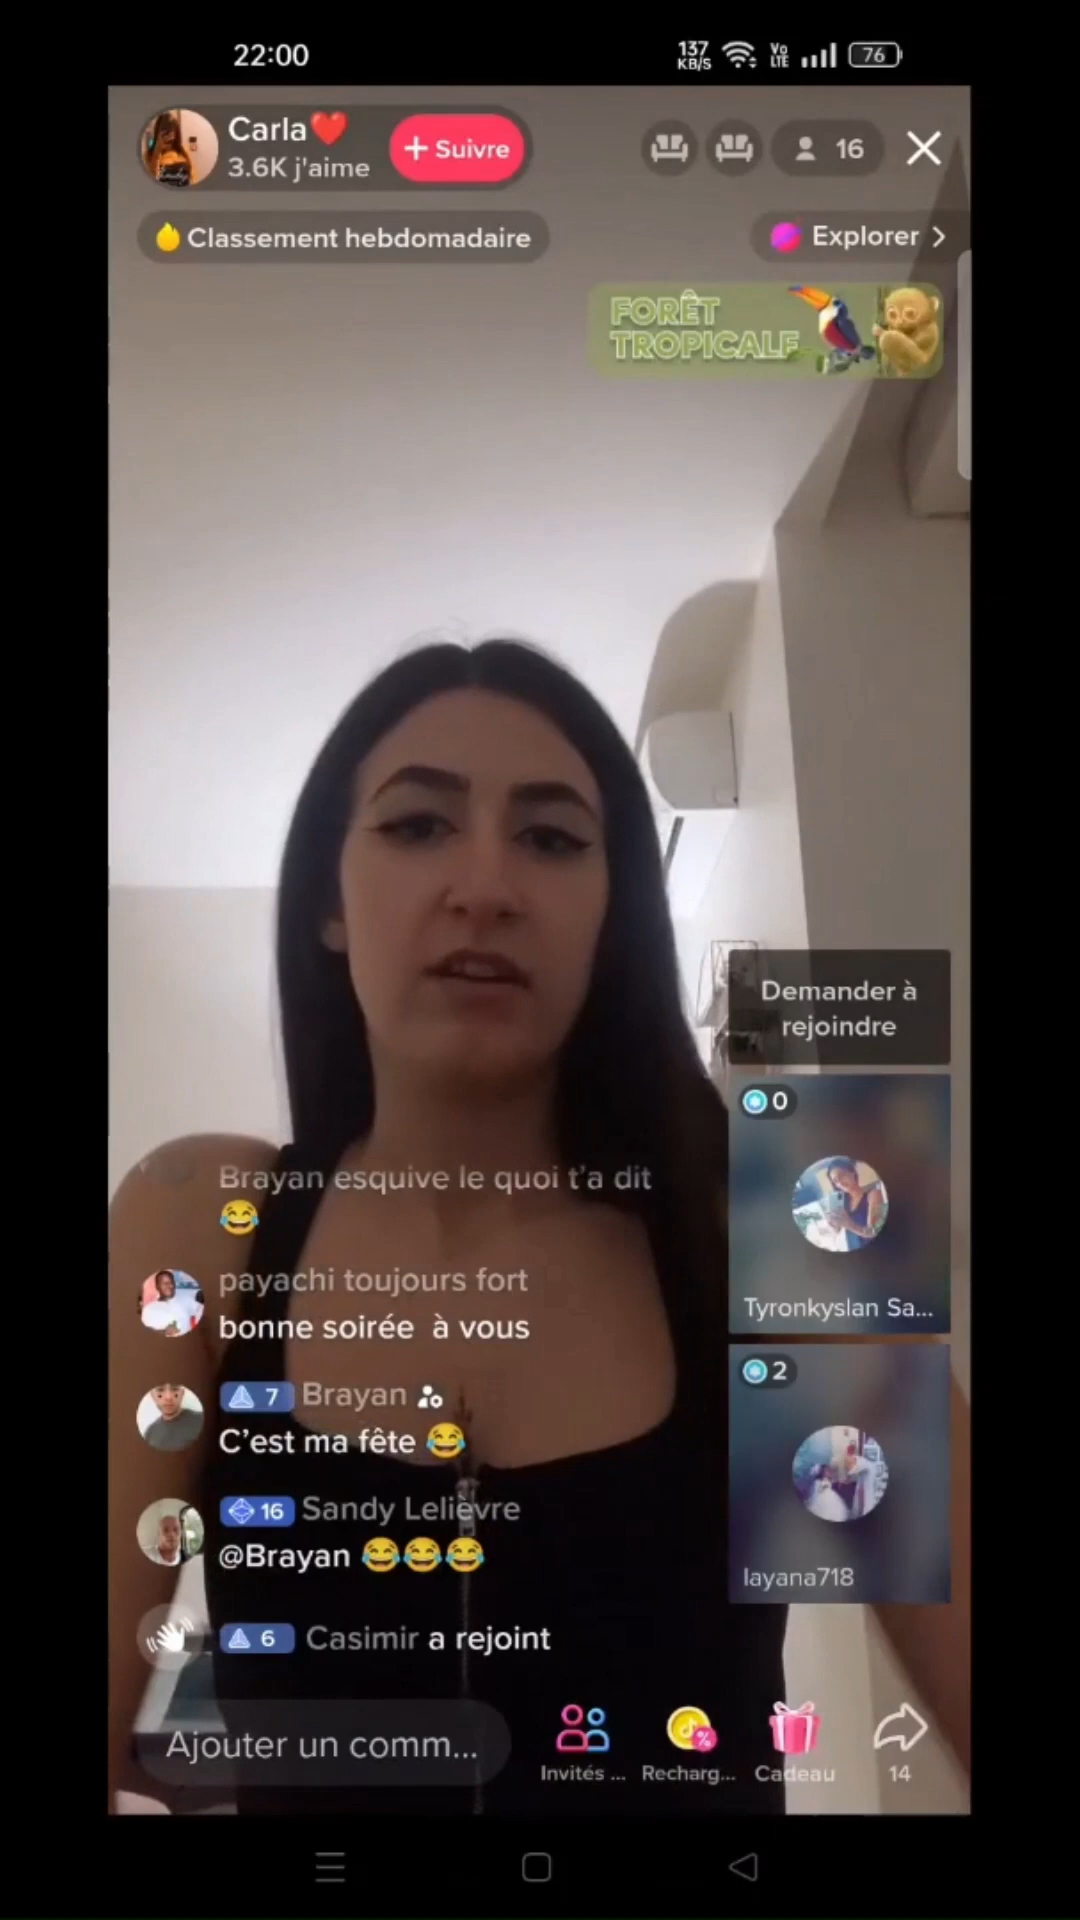 22:00
137
KB/S
Vo
LTE
76
Carla❤️
3.6K j'aime
+ Suivre
16
Classement hebdomadaire
Explorer
FORÊT
TROPICALE
Demander à
rejoindre
0
Tyronkyslan Sa...
2
layana718
Brayan esquive le quoi t'a dit
😂
payachi toujours fort
bonne soirée à vous
7 Brayan
C'est ma fête 😂
16 Sandy Lelièvre
@Brayan 😂😂😂
6 Casimir a rejoint
Ajouter un comm...
Invités ...
Recharg...
Cadeau
14